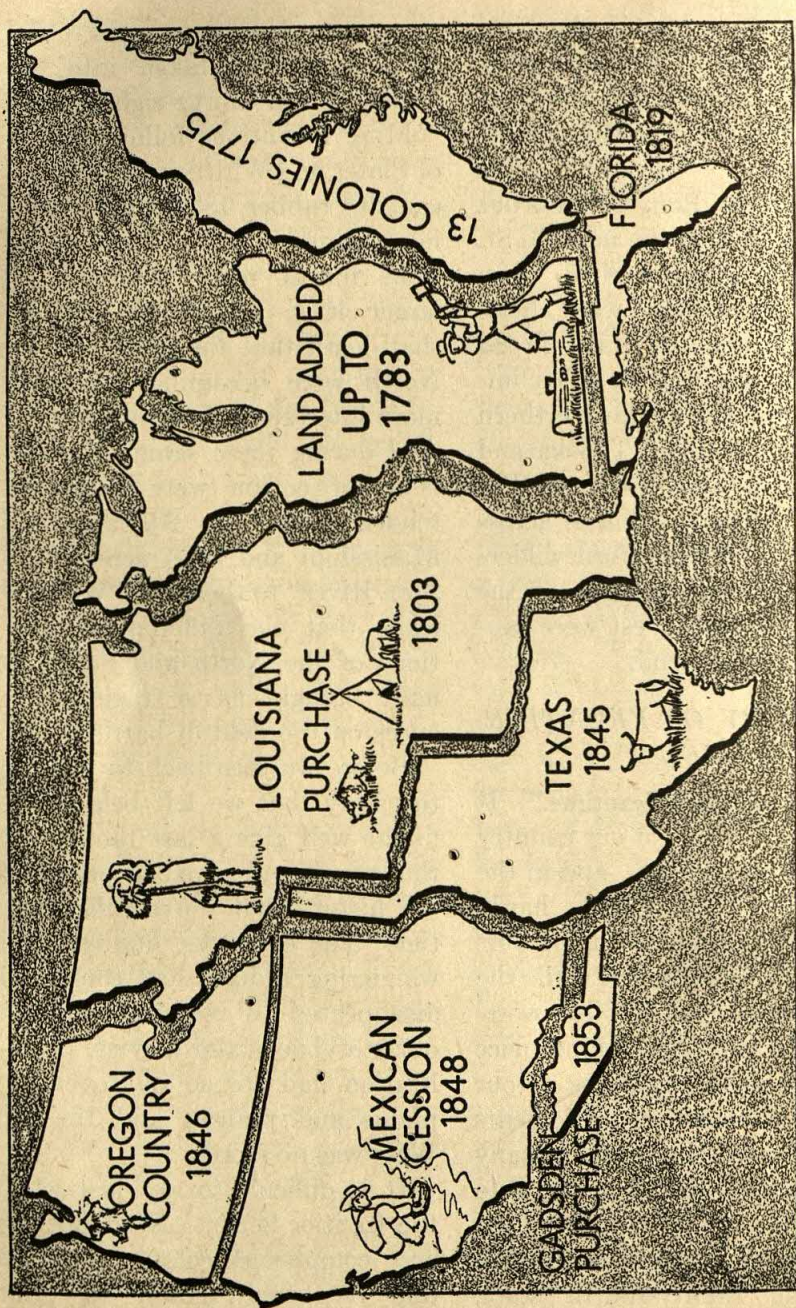 OREGON
COUNTRY
1846
MEXICAN
CESSION
1848
GADSDEN
PURCHASE 1853
LOUISIANA
PURCHASE
1803
TEXAS
1845
LAND ADDED
UP TO
1783
13 COLONIES 1775
FLORIDA
1819